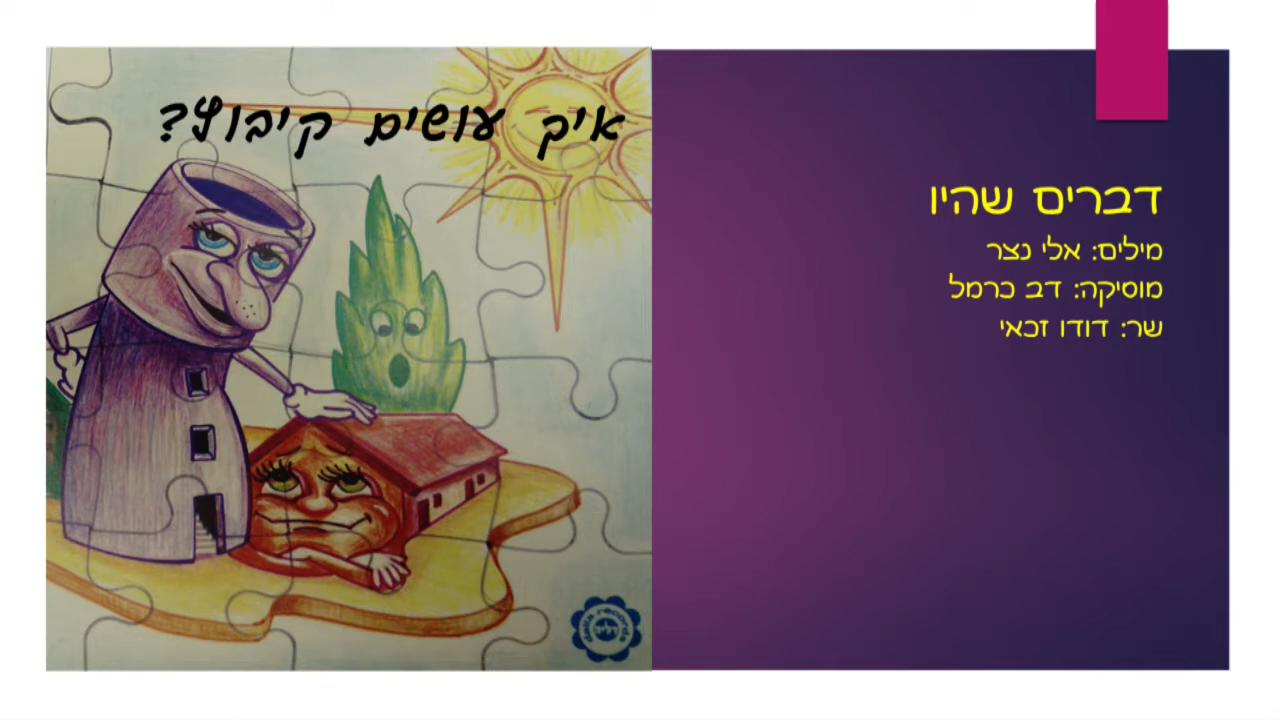 איך עושים קיבוץ?
דברים שהיו
מילים: אלי נצר
מוסיקה: דב כרמל
שר: דודו זכאי